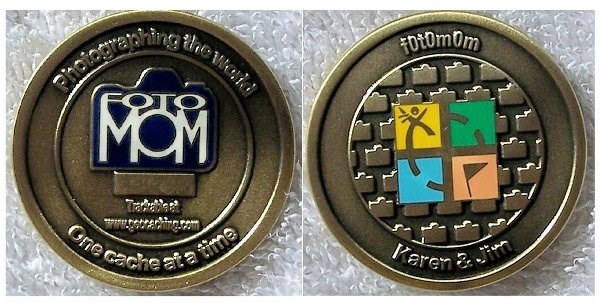 Photographing the world
FOTO
MOM
Trackable at
www.geocaching.com
One cache at a time
f0t0m0m
Karen & Jim